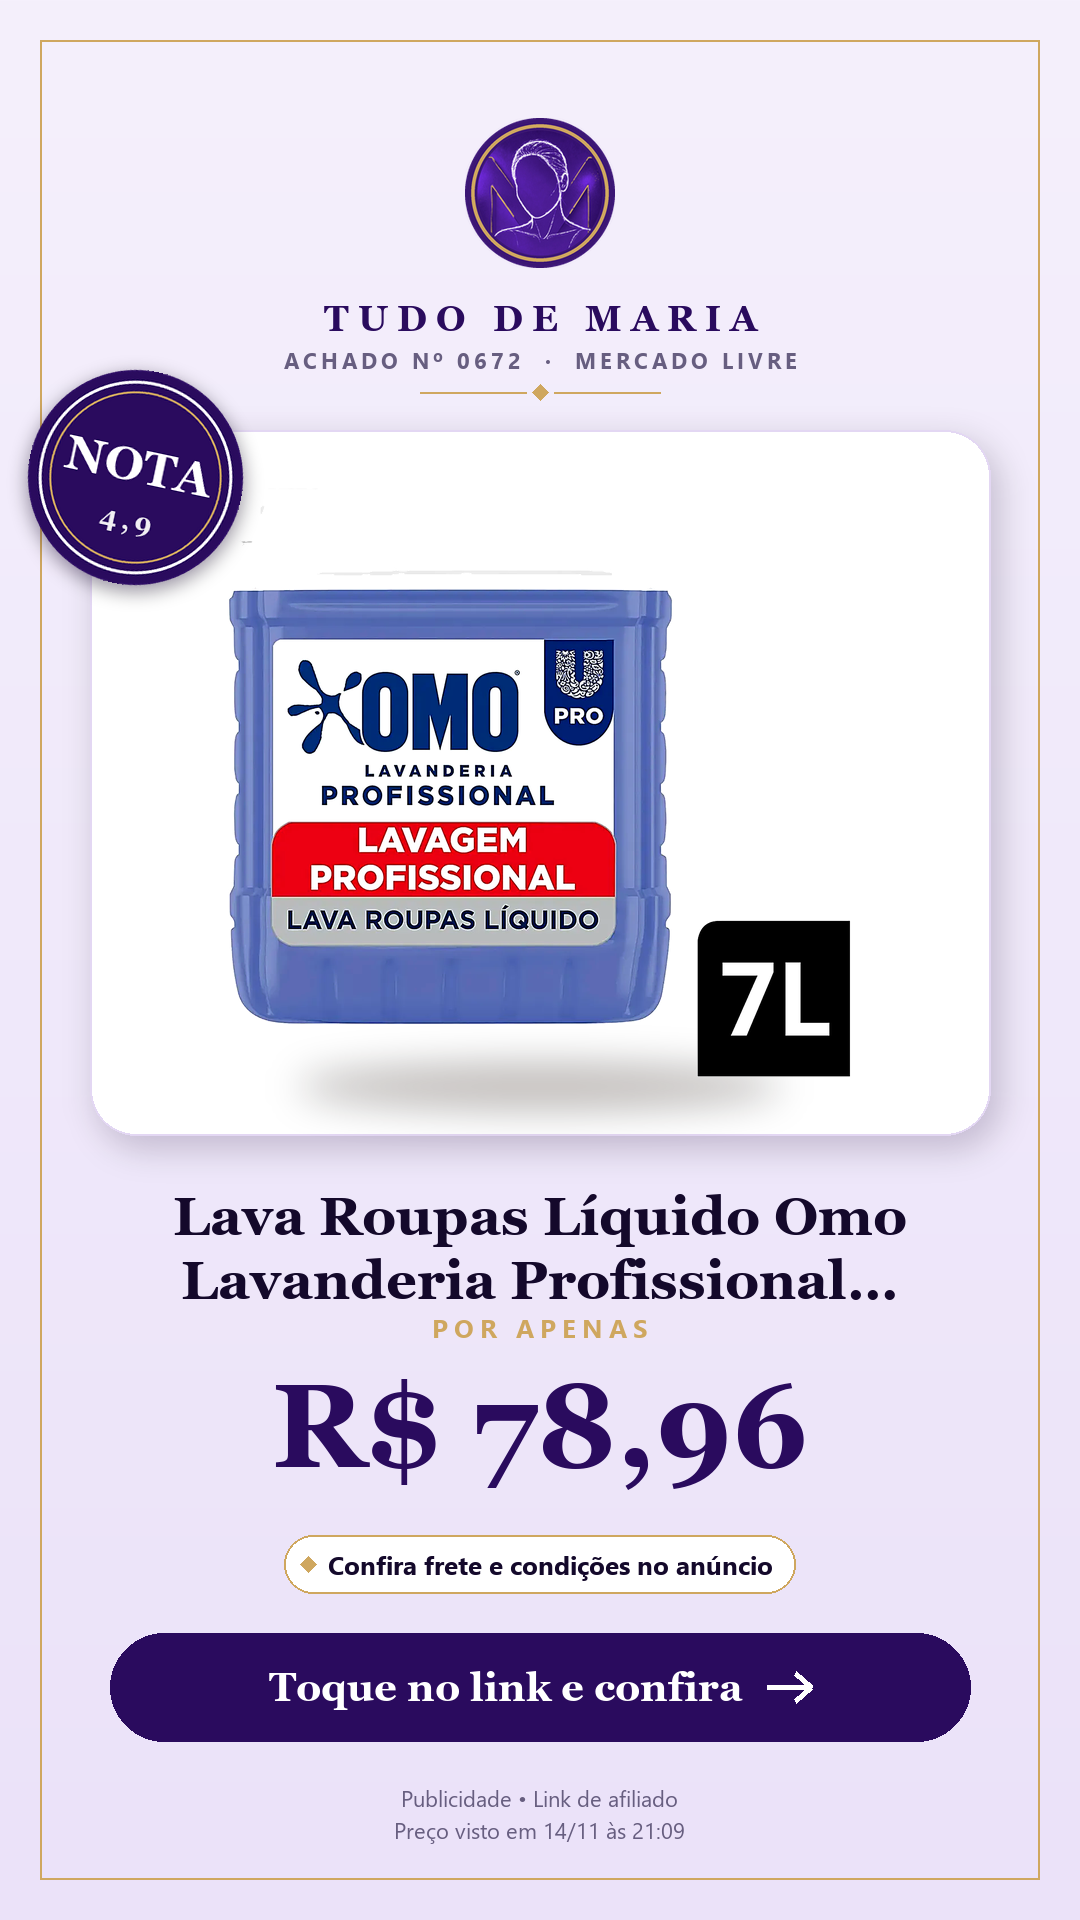 TUDO DE MARIA
ACHADO Nº 0672 · MERCADO LIVRE
NOTA
4,9
OMO®
U
PRO
LAVANDERIA
PROFISSIONAL
LAVAGEM
PROFISSIONAL
LAVA ROUPAS LÍQUIDO
7L
Lava Roupas Líquido Omo
Lavanderia Profissional...
POR APENAS
R$ 78,96
Confira frete e condições no anúncio
Toque no link e confira →
Publicidade • Link de afiliado
Preço visto em 14/11 às 21:09